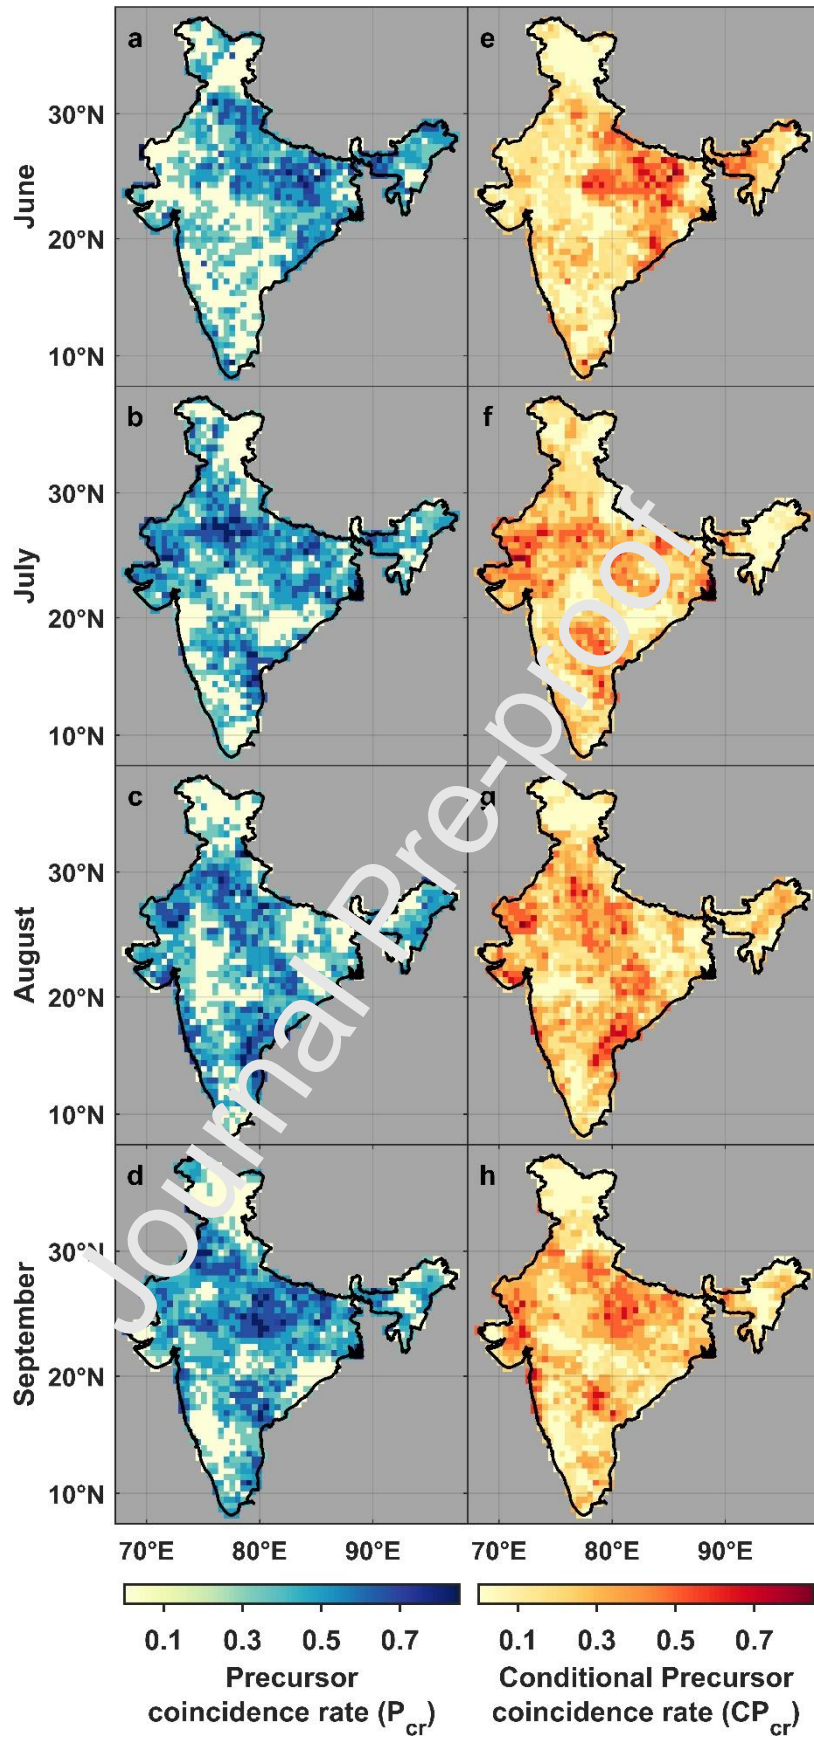 a
e
June
30°N
20°N
10°N
b
f
July
30°N
20°N
10°N
c
g
August
30°N
20°N
10°N
d
h
September
30°N
20°N
10°N
70°E 80°E 90°E 70°E 80°E 90°E
0.1 0.3 0.5 0.7 0.1 0.3 0.5 0.7
Precursor
coincidence rate (Pcr)
Conditional Precursor
coincidence rate (CPcr)
Journal Pre-proof